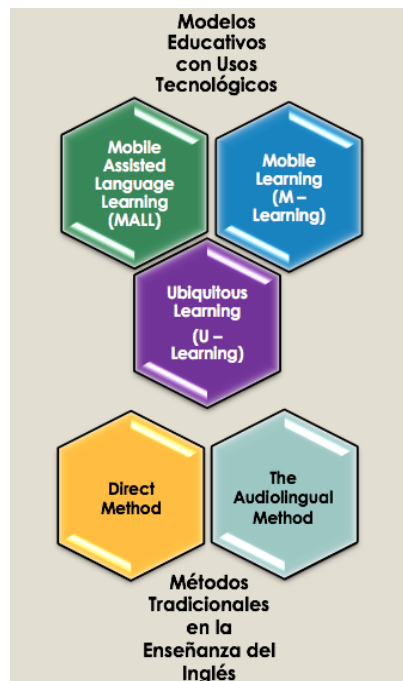 Modelos
Educativos
con Usos
Tecnológicos
Mobile
Assisted
Language
Learning
(MALL)
Mobile
Learning
(M –
Learning)
Ubiquitous
Learning
(U –
Learning)
Direct
Method
The
Audiolingual
Method
Métodos
Tradicionales
en la
Enseñanza del
Inglés